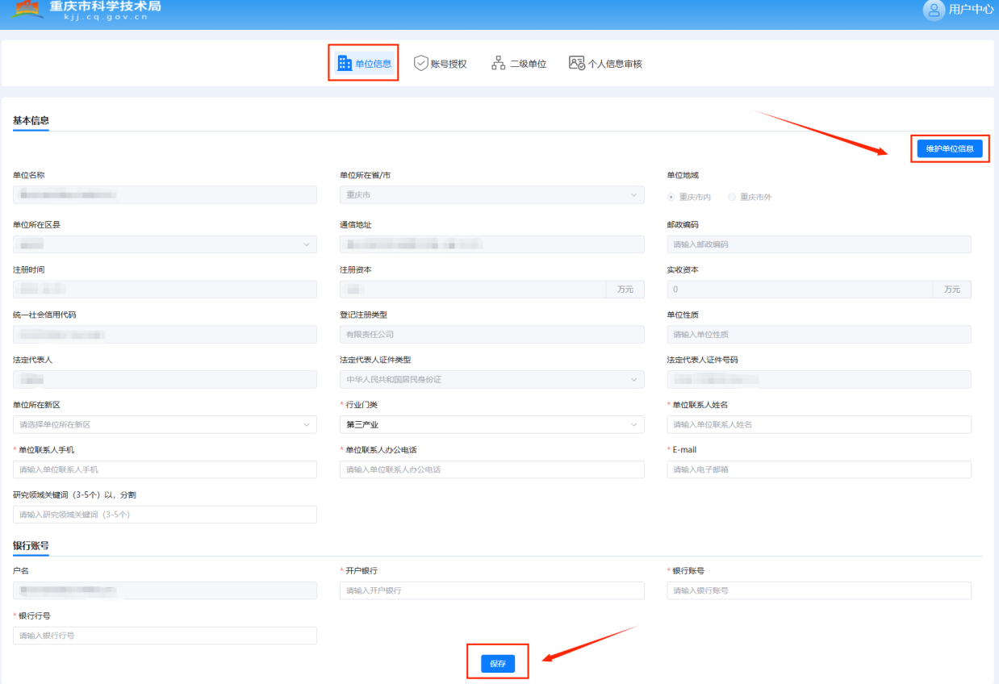 重庆市科学技术局
kjj.cq.gov.cn
用户中心
单位信息 账号授权 二级单位 个人信息审核
基本信息
维护单位信息
单位名称 单位所在省/市 单位地域
重庆市 重庆市内 重庆市外
单位所在区县 通信地址 邮政编码
请输入邮政编码
注册时间 注册资本 实收资本
万元 0 万元
统一社会信用代码 登记注册类型 单位性质
有限责任公司 请输入单位性质
法定代表人 法定代表人证件类型 法定代表人证件号码
中华人民共和国居民身份证
单位所在新区 * 行业门类 * 单位联系人姓名
请选择单位所在新区 第三产业 请输入单位联系人姓名
* 单位联系人手机 * 单位联系人办公电话 * E-mail
请输入单位联系人手机 请输入单位联系人办公电话 请输入电子邮箱
研究领域关键词（3-5个）以，分割
请输入研究领域关键词（3-5个）
银行账号
户名 * 开户银行 * 银行账号
请输入开户银行 请输入银行账号
* 银行行号
请输入银行行号
保存